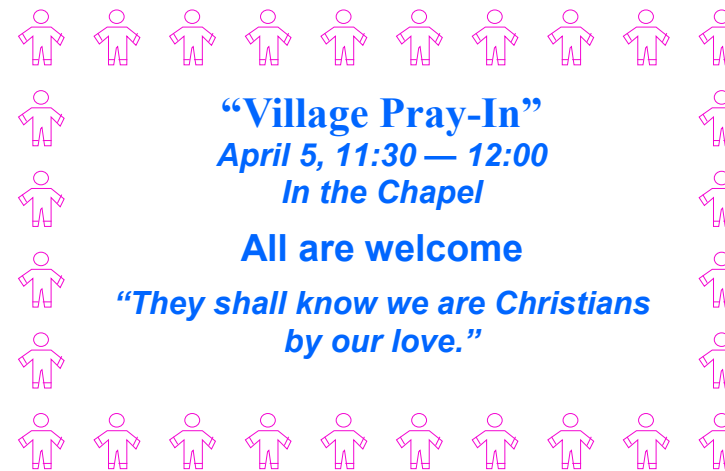 “Village Pray-In”
April 5, 11:30 — 12:00
In the Chapel
All are welcome
“They shall know we are Christians
by our love.”